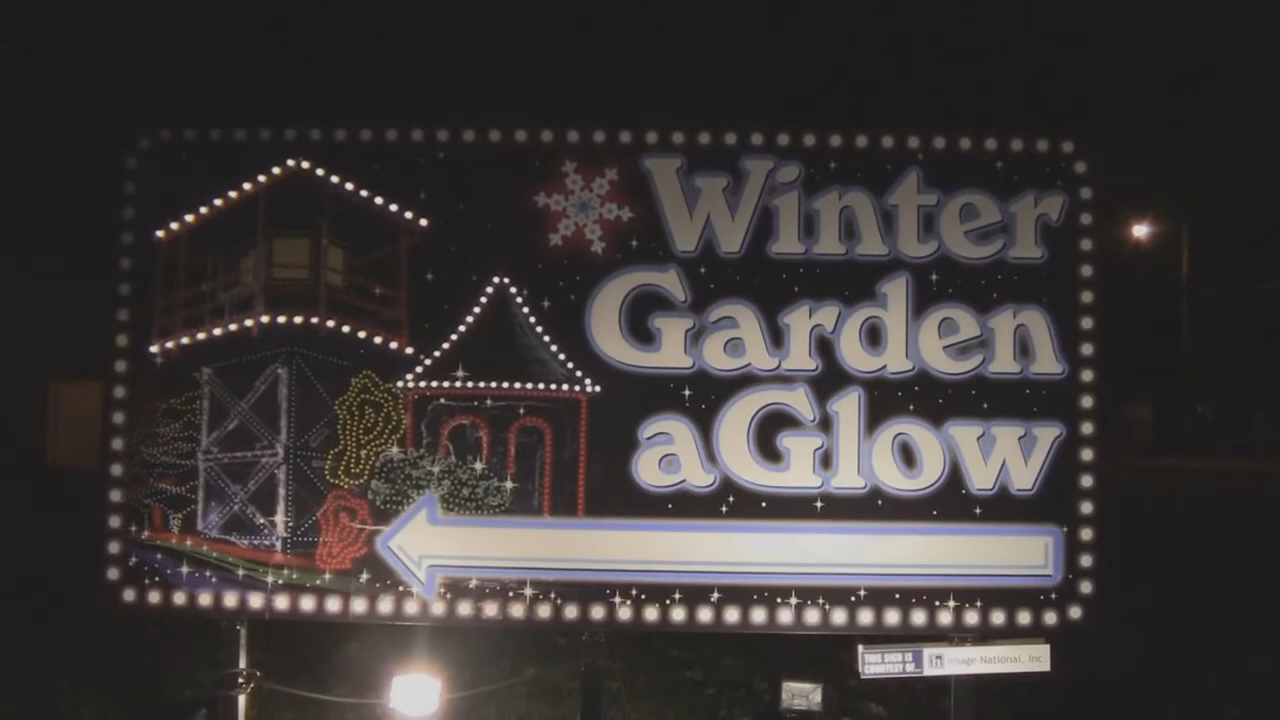 Winter
Garden
aGlow
THIS SIGN IS
COURTESY OF...
Image National, Inc.